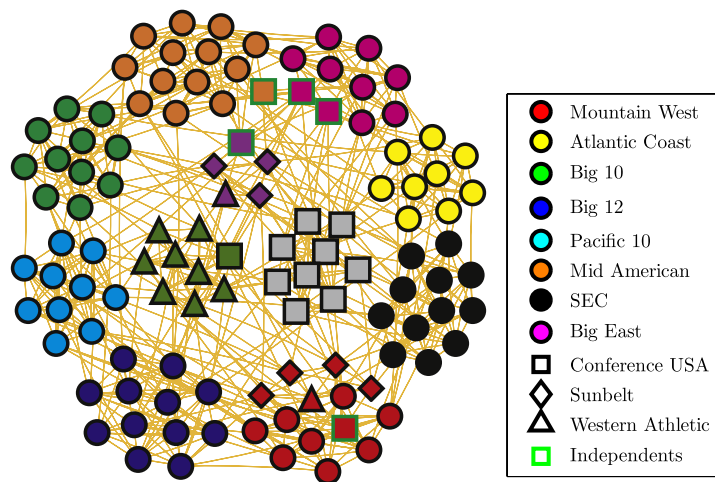 Mountain West
Atlantic Coast
Big 10
Big 12
Pacific 10
Mid American
SEC
Big East
Conference USA
Sunbelt
Western Athletic
Independents